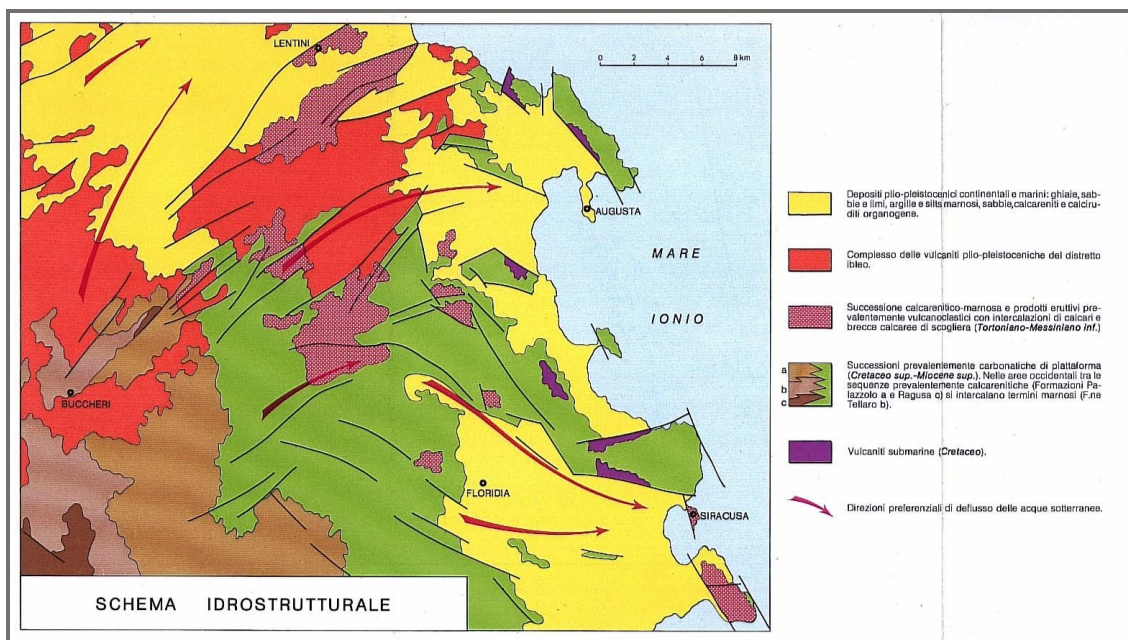 LENTINI
0 2 4 6 8 km
AUGUSTA
MARE
IONIO
BUCCHERI
FLORIDIA
SIRACUSA
SCHEMA IDROSTRUTTURALE
Depositi plio-pleistocenici continentali e marini: ghiaie, sab-
bie e limi, argille e silts marnosi, sabbie, calcareniti e calciru-
diti organogene.
Complesso delle vulcaniti plio-pleistoceniche del distretto
ibleo.
Successione calcarenitico-marnosa e prodotti eruttivi pre-
valentemente vulcanoclastici con intercalazioni di calcari e
brecce calcaree di scogliera (Tortoniano-Messiniano inf.)
a
b
c
Successioni prevalentemente carbonatiche di piattaforma
(Cretaceo sup.-Miocene sup.). Nelle aree occidentali tra le
sequenze prevalentemente calcarenitiche (Formazioni Pa-
lazzolo a e Ragusa c) si intercalano termini marnosi (F.ne
Tellaro b).
Vulcaniti submarine (Cretaceo).
Direzioni preferenziali di deflusso delle acque sotterranee.